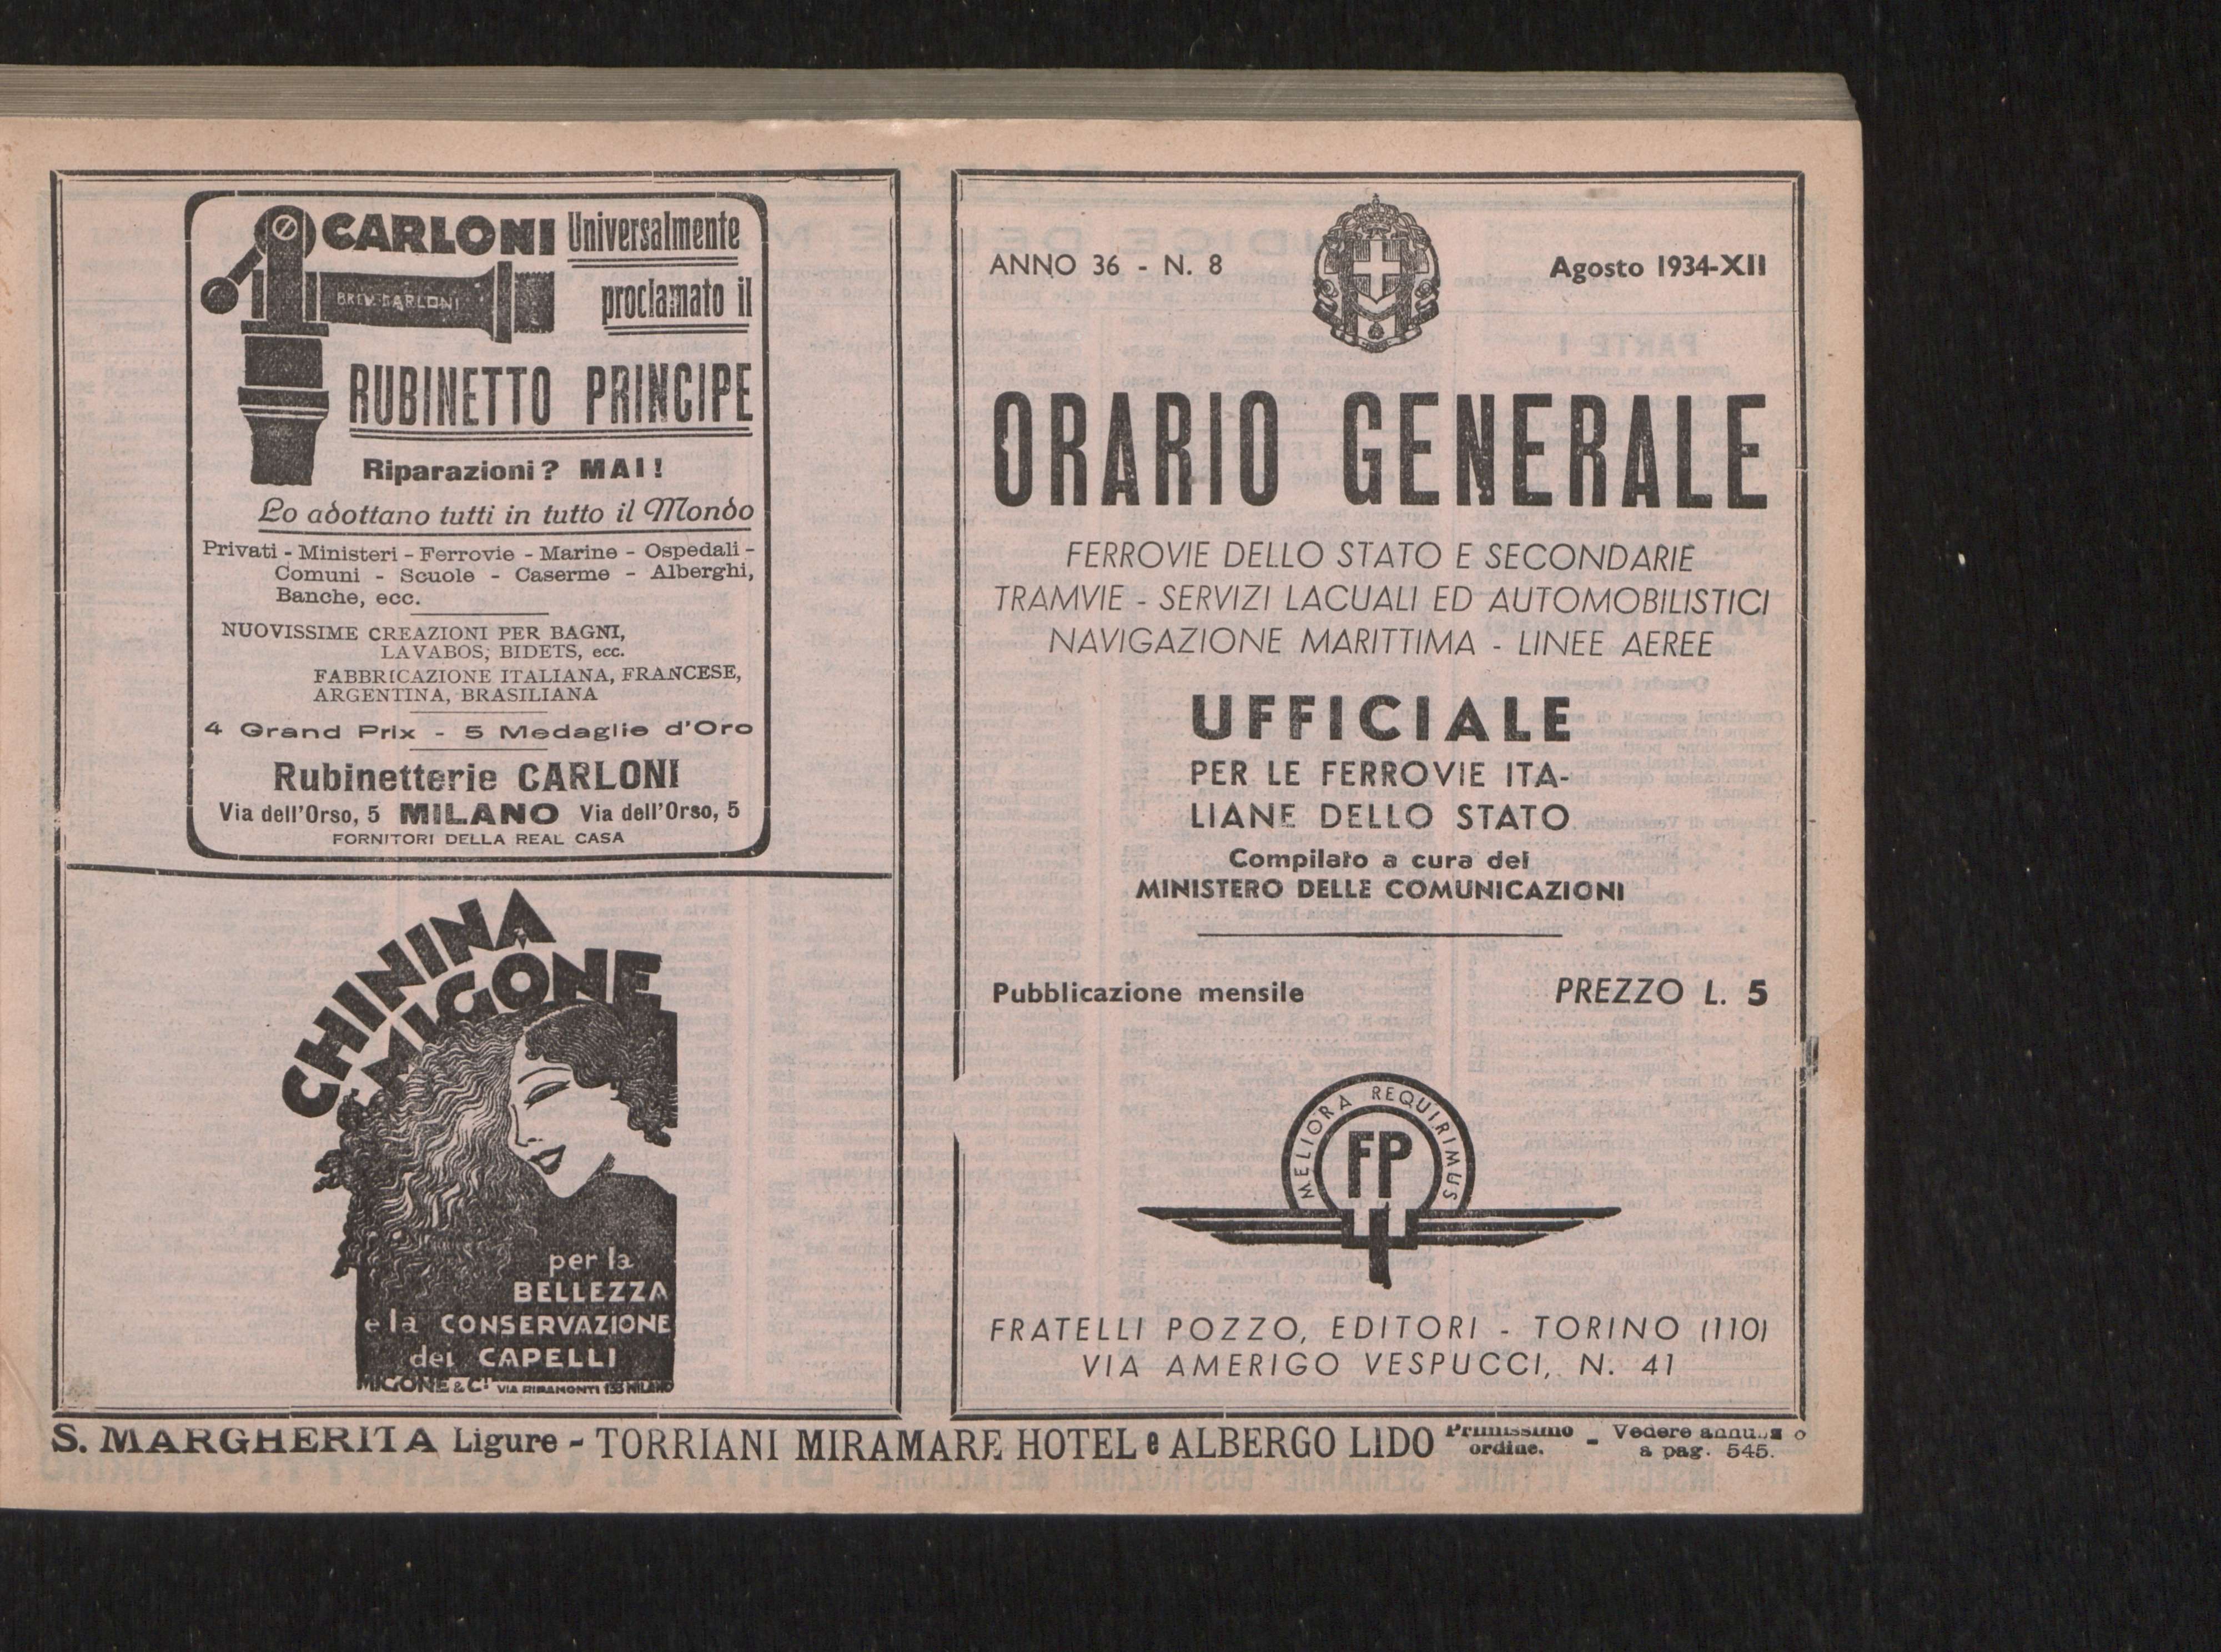 CARLONI Universalmente
proclamato il
BREV. CARLONI
RUBINETTO PRINCIPE
Riparazioni? MAI!
Lo adottano tutti in tutto il Mondo
Privati - Ministeri - Ferrovie - Marine - Ospedali -
Comuni - Scuole - Caserme - Alberghi,
Banche, ecc.
NUOVISSIME CREAZIONI PER BAGNI,
LAVABOS; BIDETS, ecc.
FABBRICAZIONE ITALIANA, FRANCESE,
ARGENTINA, BRASILIANA
4 Grand Prix - 5 Medaglie d'Oro
Rubinetterie CARLONI
Via dell'Orso, 5 MILANO Via dell'Orso, 5
FORNITORI DELLA REAL CASA
CHININA
MIGONE
per la
BELLEZZA
e la CONSERVAZIONE
dei CAPELLI
MIGONE & C.i VIA RIPAMONTI 133 MILANO
ANNO 36 - N. 8
Agosto 1934-XII
ORARIO GENERALE
FERROVIE DELLO STATO E SECONDARIE
TRAMVIE - SERVIZI LACUALI ED AUTOMOBILISTICI
NAVIGAZIONE MARITTIMA - LINEE AEREE
UFFICIALE
PER LE FERROVIE ITA-
LIANE DELLO STATO
Compilato a cura del
MINISTERO DELLE COMUNICAZIONI
Pubblicazione mensile
PREZZO L. 5
MELIORA REQUIRIMUS
FP
FRATELLI POZZO, EDITORI - TORINO (110)
VIA AMERIGO VESPUCCI, N. 41
S. MARGHERITA Ligure - TORRIANI MIRAMARE HOTEL e ALBERGO LIDO Primissimo ordine. - Vedere annunzio a pag. 545.